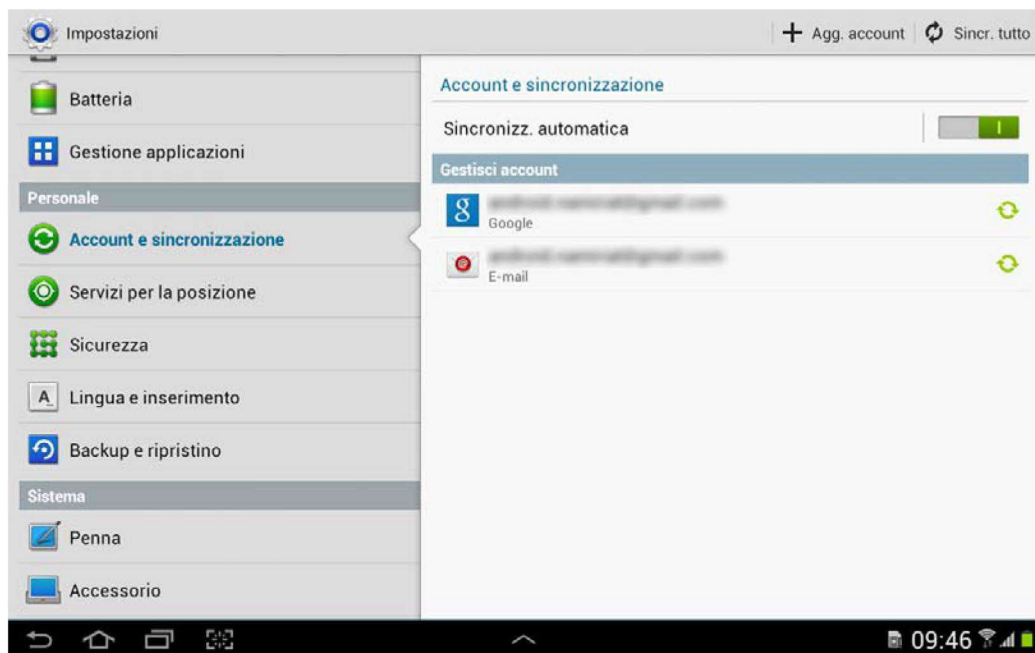 Impostazioni
Agg. account
Sincr. tutto
Batteria
Gestione applicazioni
Personale
Account e sincronizzazione
Servizi per la posizione
Sicurezza
Lingua e inserimento
Backup e ripristino
Sistema
Penna
Accessorio
Account e sincronizzazione
Sincronizz. automatica
Gestisci account
Google
E-mail
09:46